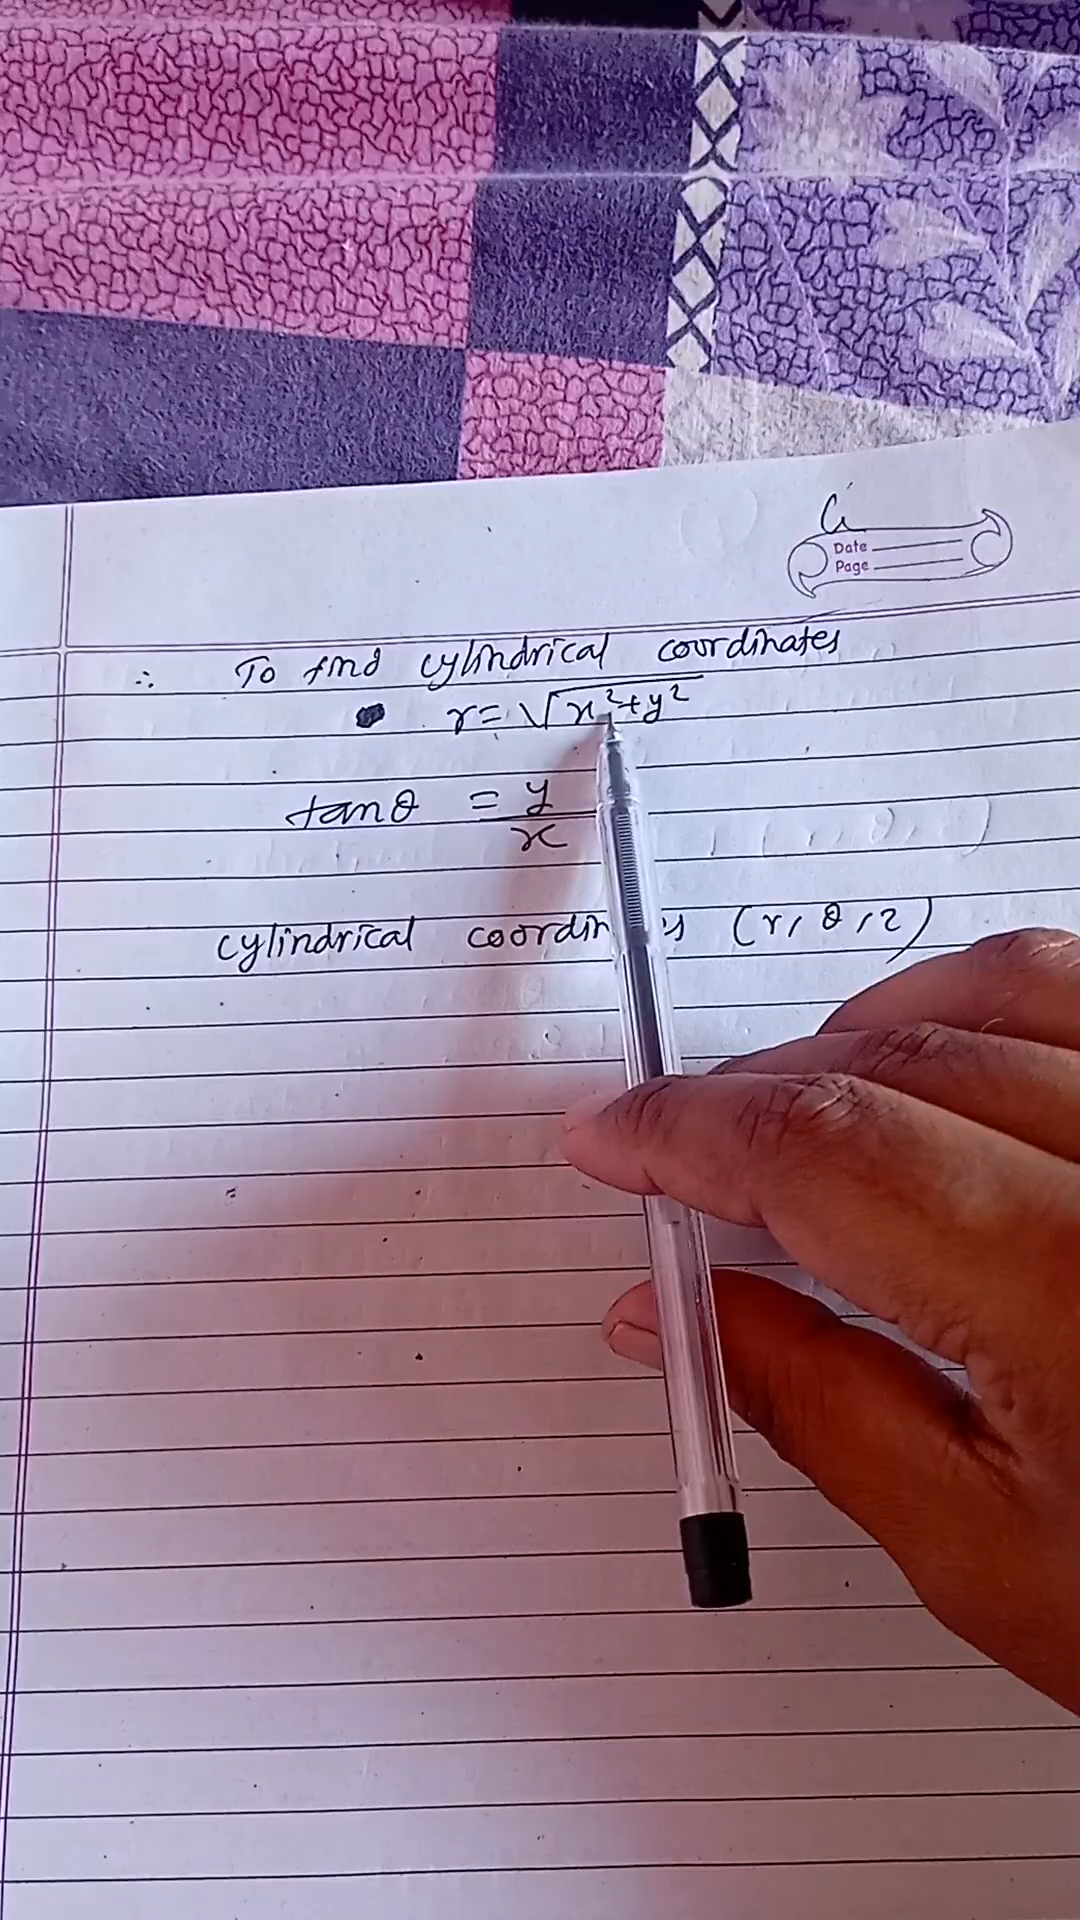 Date
Page
∴ To find cylindrical coordinates
r = √x²+y²
tanθ = y/x
cylindrical (r, θ, z)